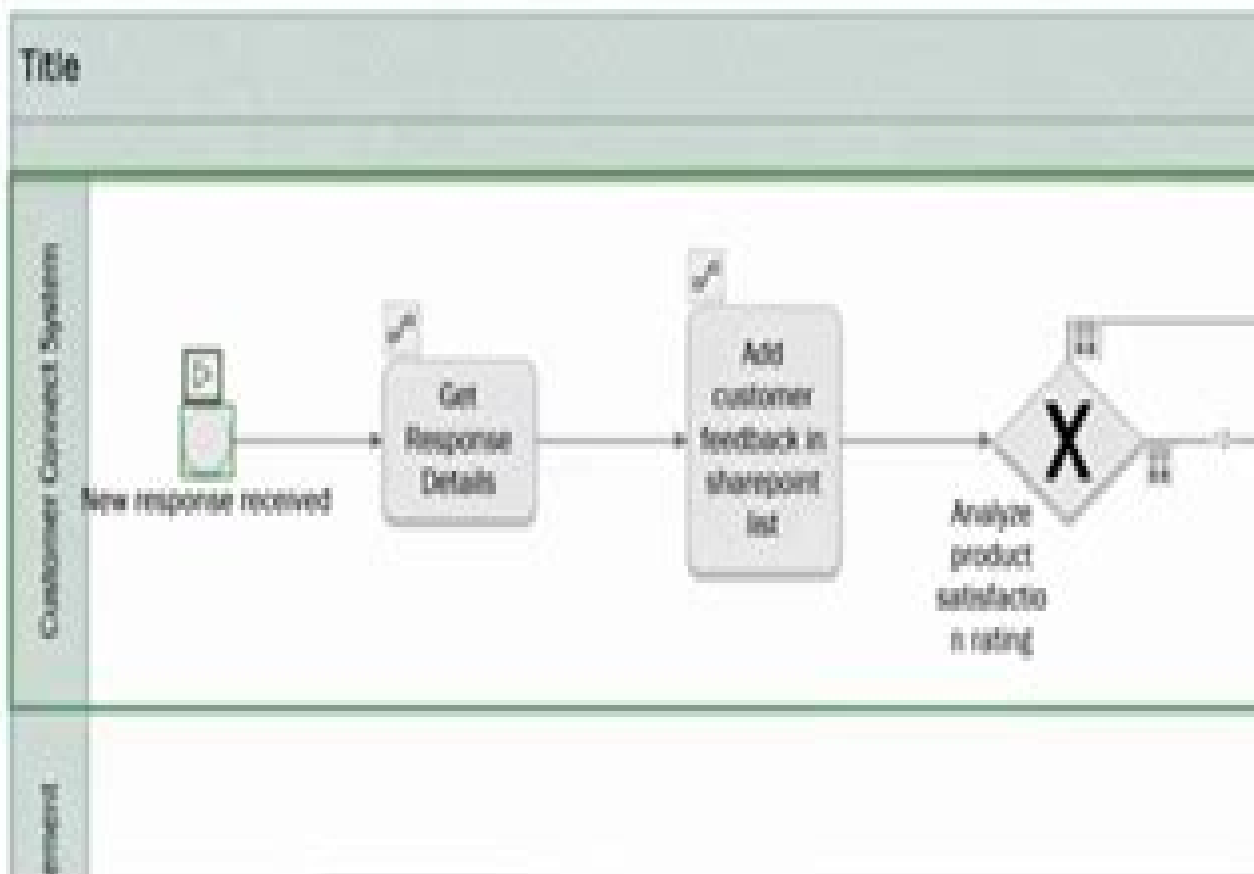 Title
Customer Connect System
New response received
Get
Response
Details
Add
customer
feedback in
sharepoint
list
X
Analyze
product
satisfactio
n rating
ement